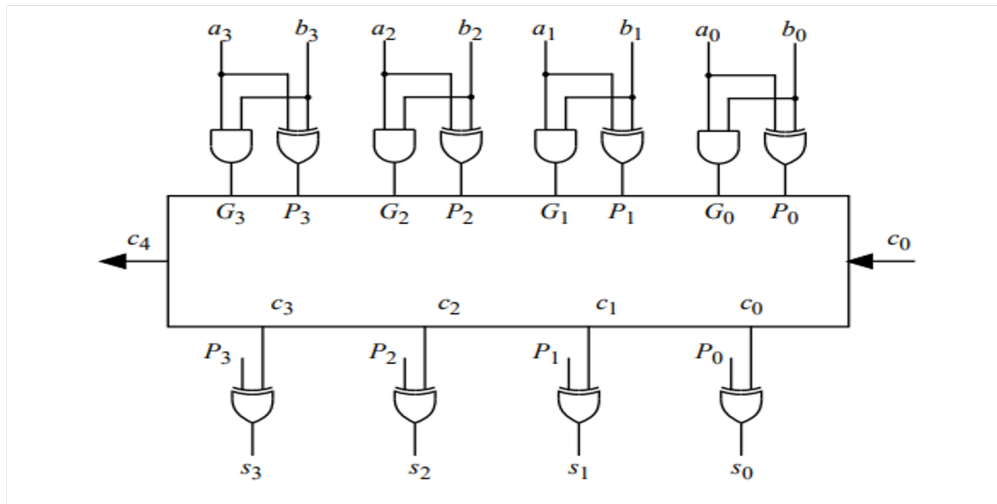 a₃ b₃ a₂ b₂ a₁ b₁ a₀ b₀
G₃ P₃ G₂ P₂ G₁ P₁ G₀ P₀
c₄ c₀
c₃ c₂ c₁ c₀
P₃ P₂ P₁ P₀
s₃ s₂ s₁ s₀